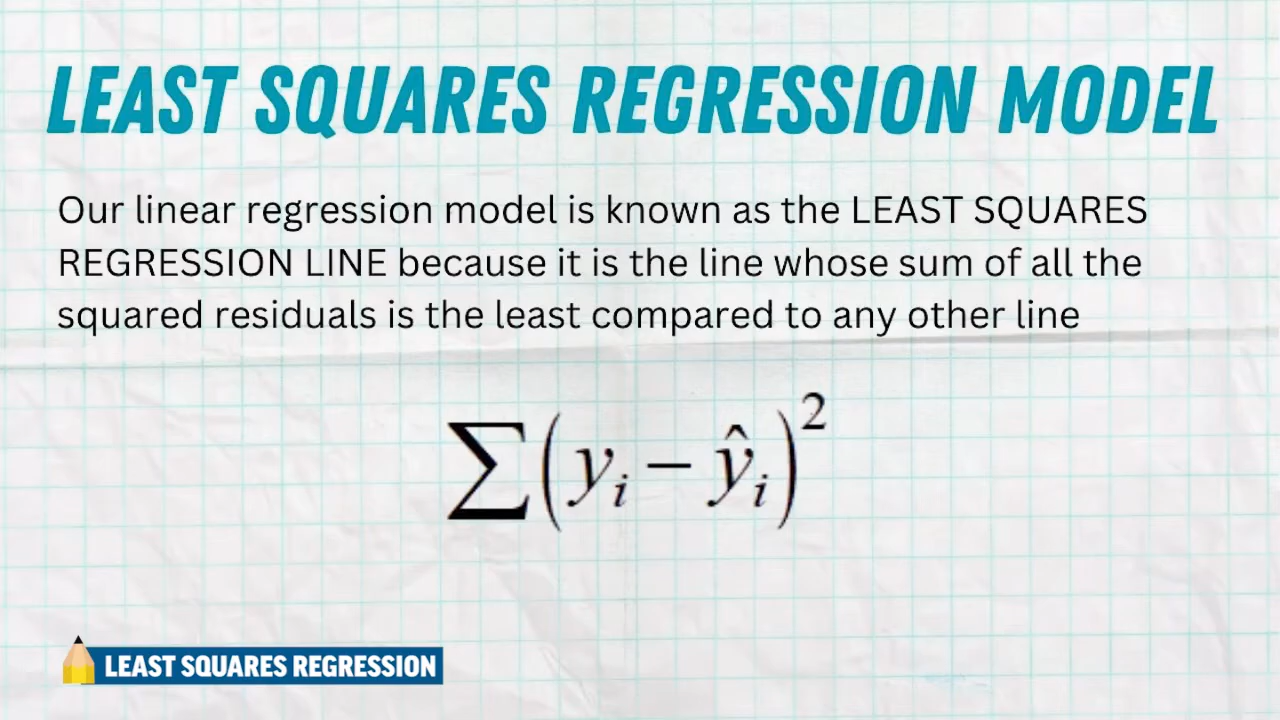 LEAST SQUARES REGRESSION MODEL
Our linear regression model is known as the LEAST SQUARES
REGRESSION LINE because it is the line whose sum of all the
squared residuals is the least compared to any other line
∑(yᵢ − ŷᵢ)²
LEAST SQUARES REGRESSION